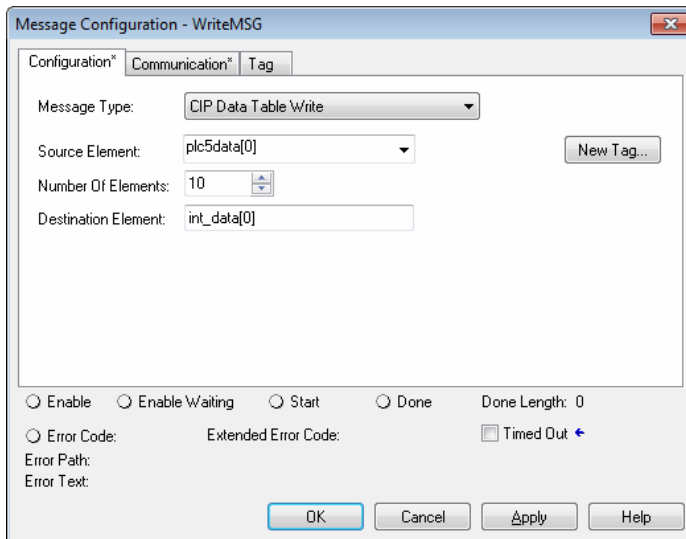 Message Configuration - WriteMSG
Configuration* Communication* Tag
Message Type: CIP Data Table Write
Source Element: plc5data[0] New Tag...
Number Of Elements: 10
Destination Element: int_data[0]
Enable Enable Waiting Start Done Done Length: 0
Error Code: Extended Error Code: Timed Out
Error Path:
Error Text:
OK Cancel Apply Help